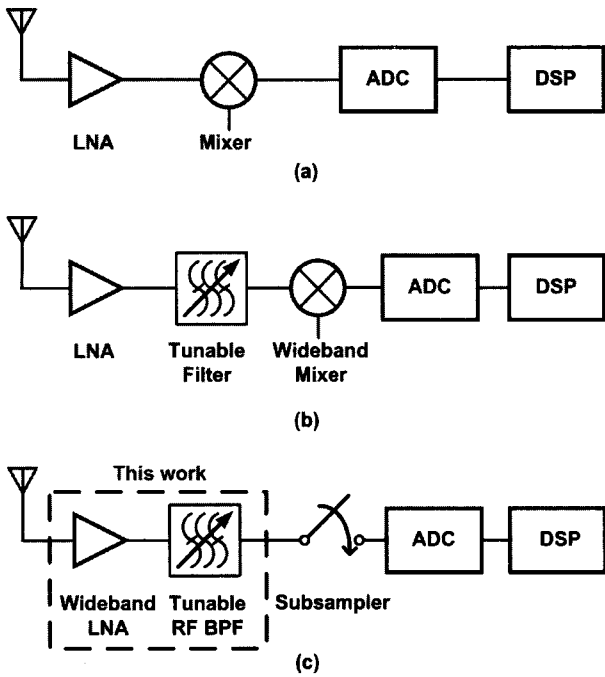 ADC
DSP
LNA
Mixer
(a)
ADC
DSP
LNA
Tunable
Filter
Wideband
Mixer
(b)
This work
ADC
DSP
Wideband
LNA
Tunable
RF BPF
Subsampler
(c)